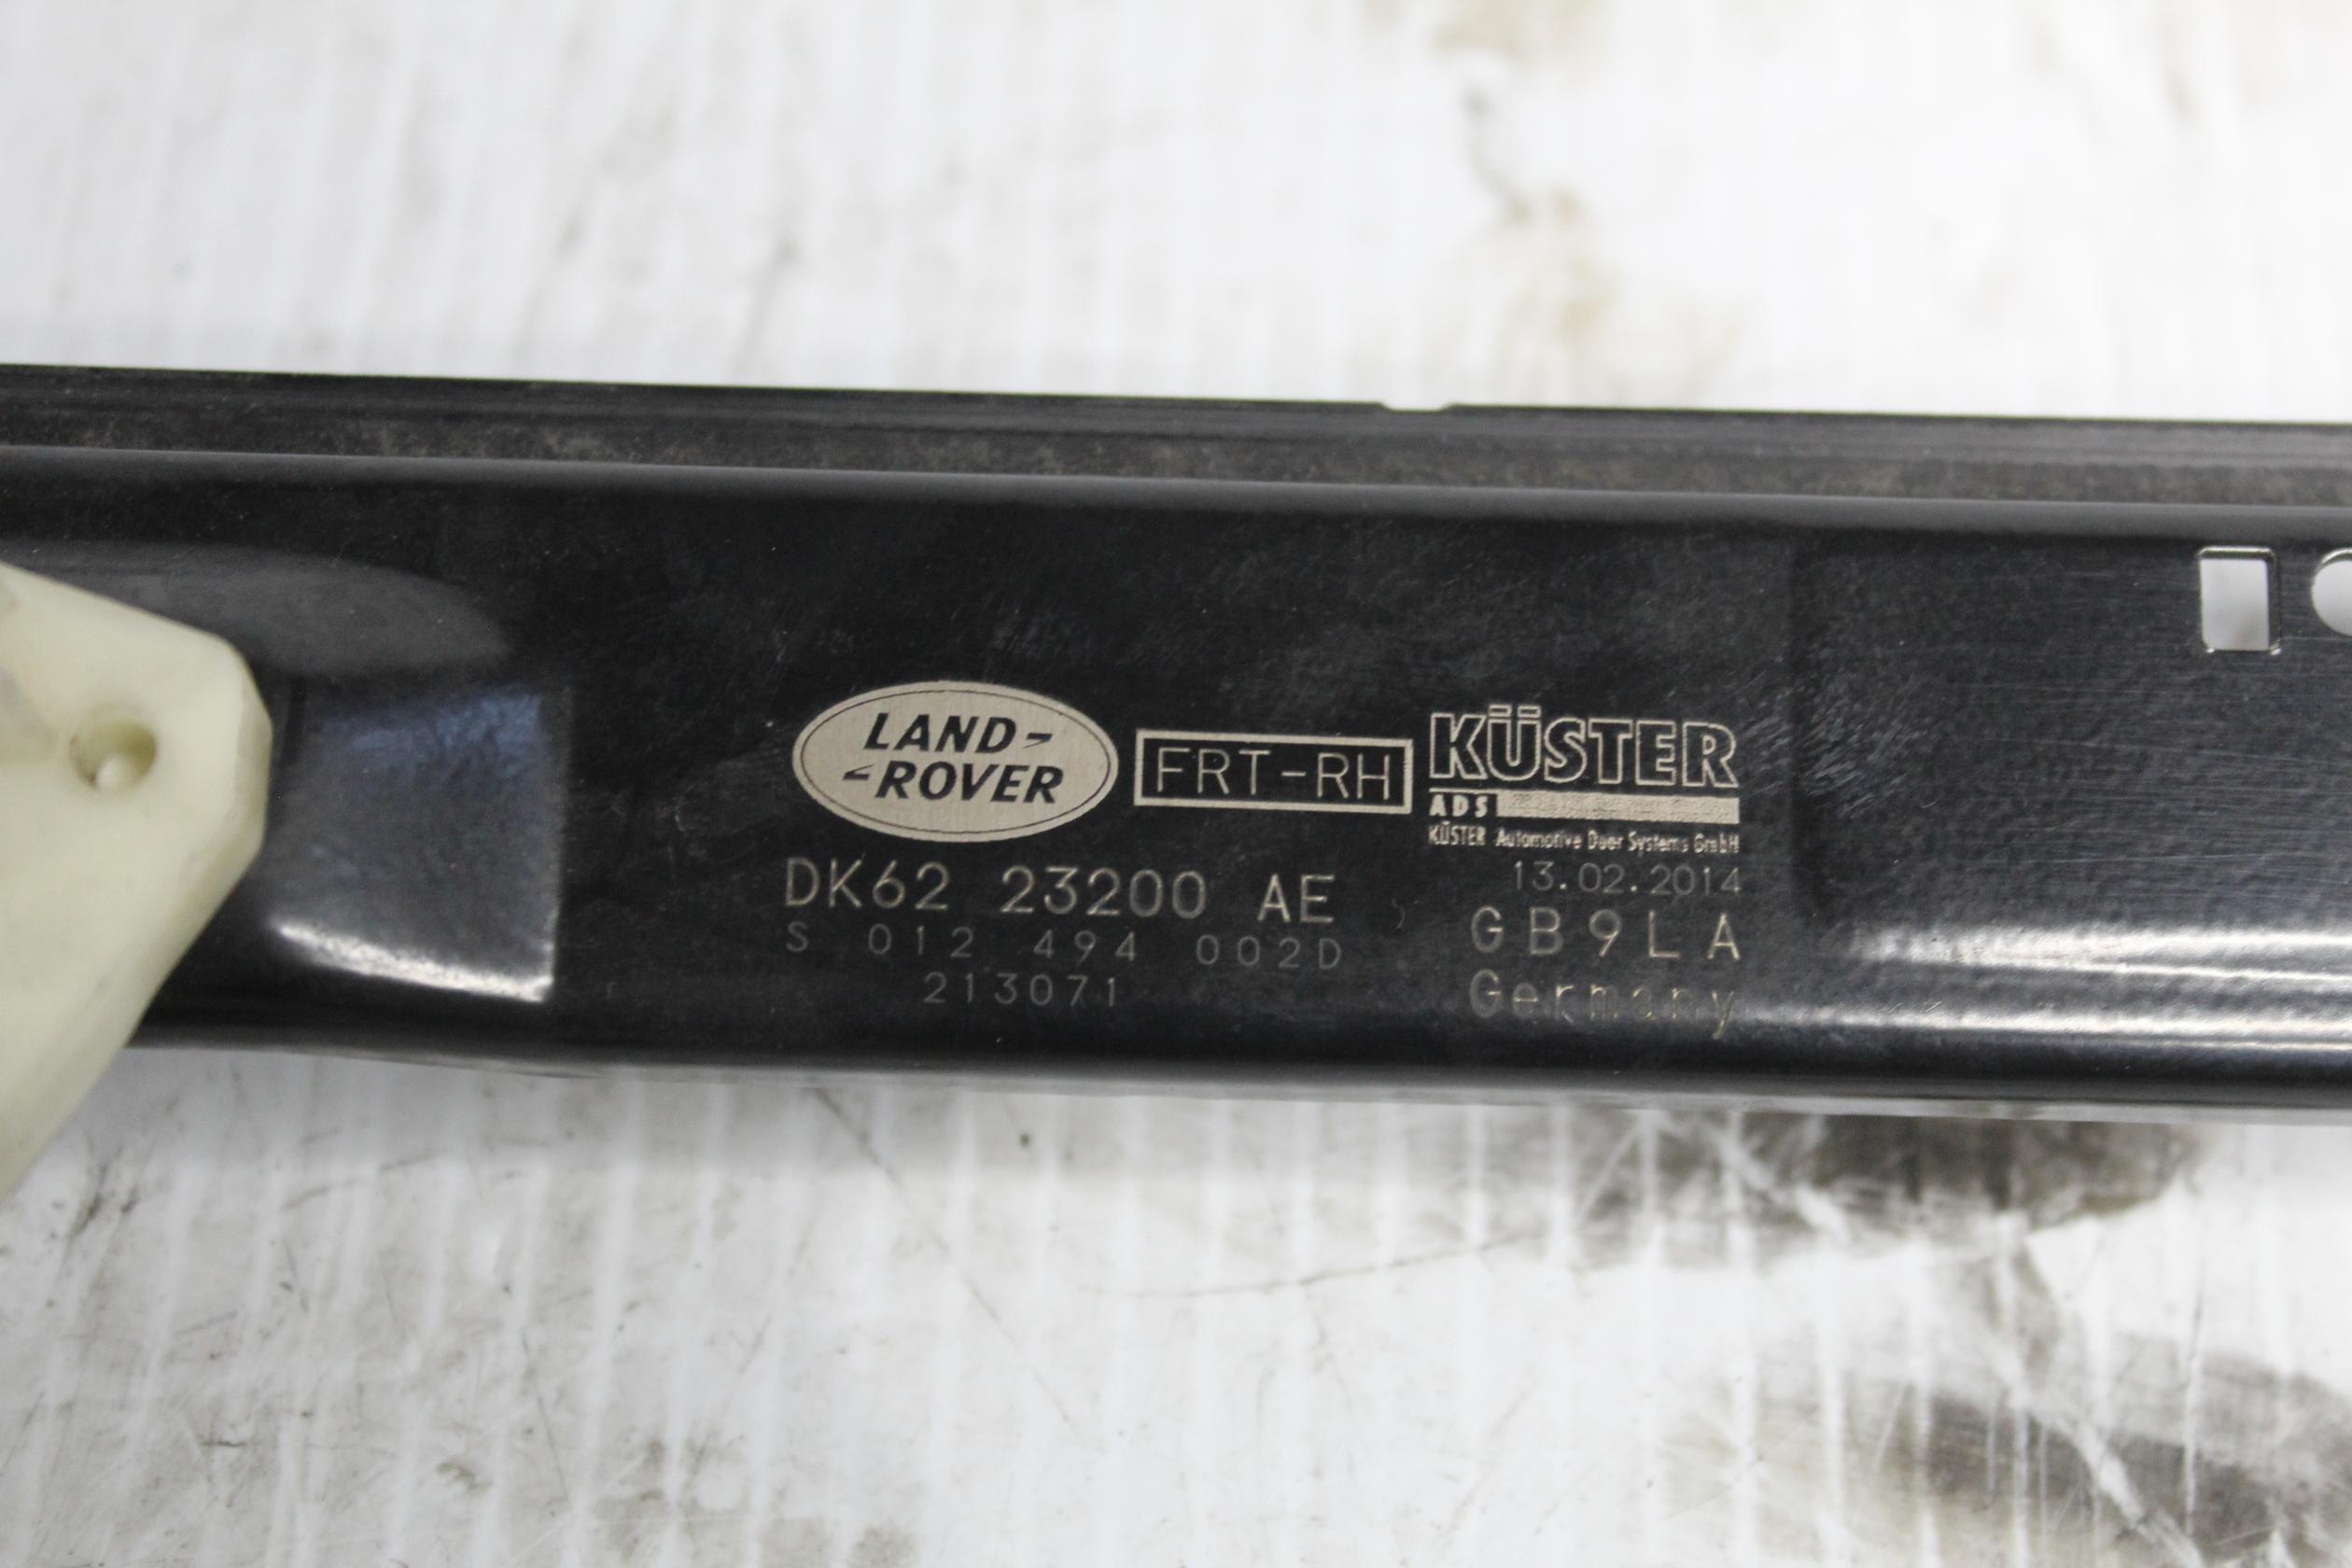 LAND-
-ROVER
FRT-RH
KÜSTER
ADS
KÜSTER Automotive Door Systems GmbH
13.02.2014
DK62 23200 AE
GB9LA
S 012 494 002D
213071
Germany